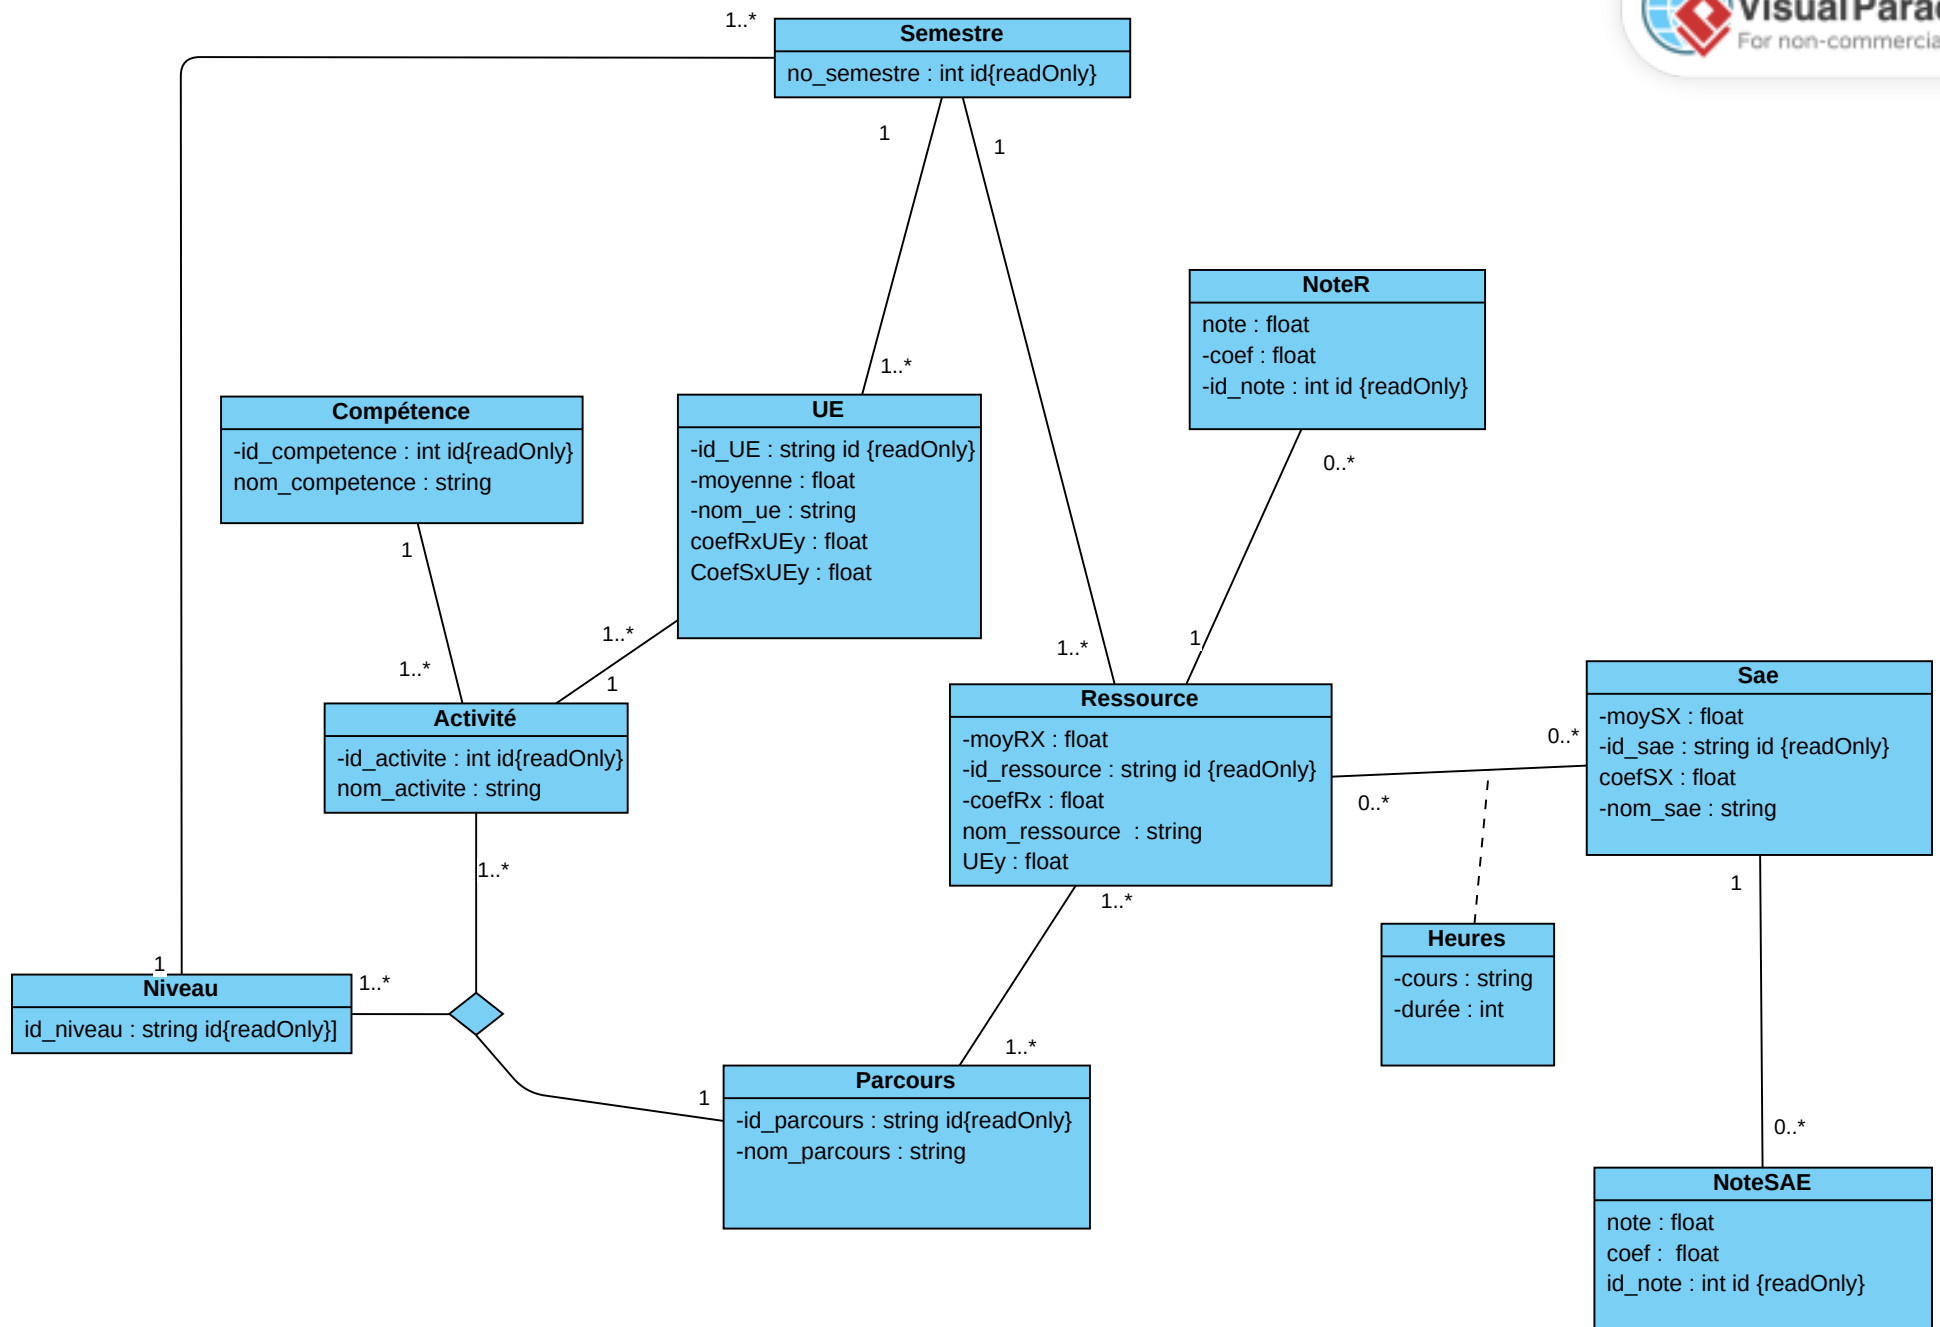 1..*
Semestre
no_semestre : int id{readOnly}
1
1
For non-commercia
NoteR
note : float
-coef : float
-id_note : int id {readOnly}
0..*
1..*
Compétence
-id_competence : int id{readOnly}
nom_competence : string
1
UE
-id_UE : string id {readOnly}
-moyenne : float
-nom_ue : string
coefRxUEy : float
CoefSxUEy : float
1..*
1
1..*
Activité
-id_activite : int id{readOnly}
nom_activite : string
1..*
1..*
1
Ressource
-moyRX : float
-id_ressource : string id {readOnly}
-coefRx : float
nom_ressource : string
UEy : float
0..*
0..*
1..*
Sae
-moySX : float
-id_sae : string id {readOnly}
coefSX : float
-nom_sae : string
1
Heures
-cours : string
-durée : int
1
Niveau
id_niveau : string id{readOnly}]
1..*
1
1..*
Parcours
-id_parcours : string id{readOnly}
-nom_parcours : string
0..*
NoteSAE
note : float
coef : float
id_note : int id {readOnly}